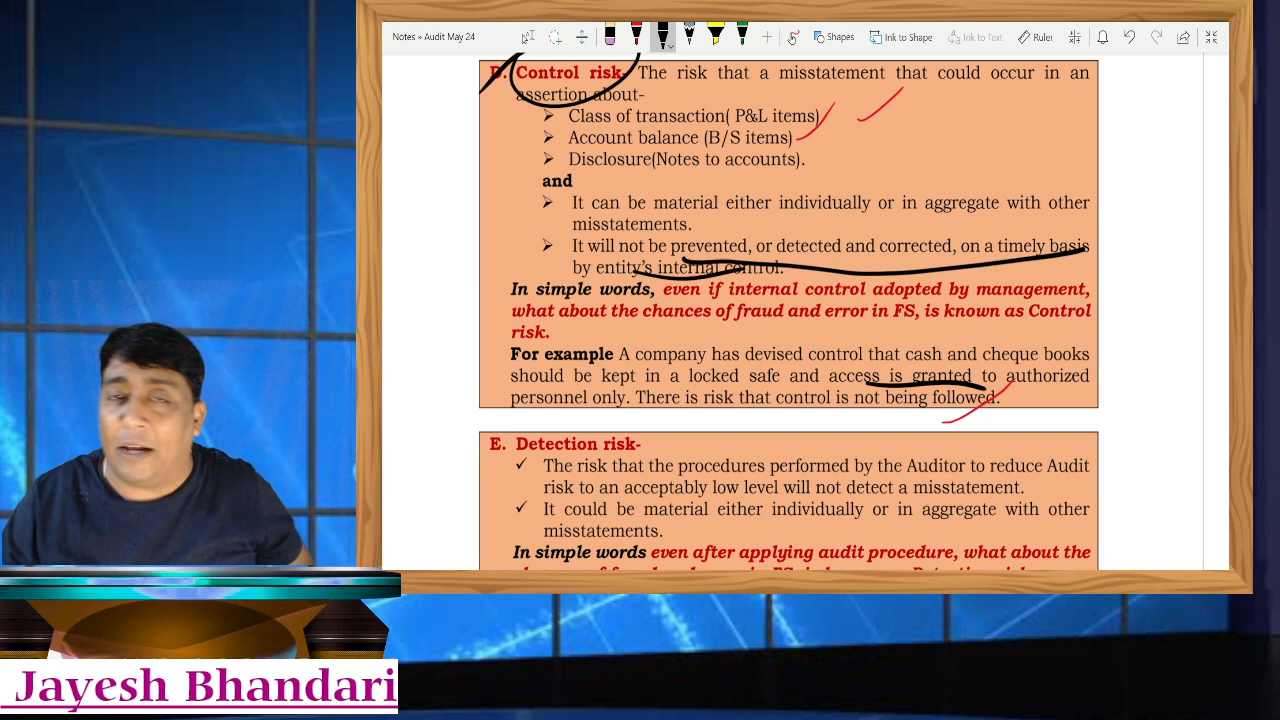 Notes » Audit May 24
Shapes
Ink to Shape
Ink to Text
Ruler
D. Control risk- The risk that a misstatement that could occur in an
assertion about-
➢ Class of transaction( P&L items)
➢ Account balance (B/S items)
➢ Disclosure(Notes to accounts).
and
➢ It can be material either individually or in aggregate with other
misstatements.
➢ It will not be prevented, or detected and corrected, on a timely basis
by entity's internal control.
In simple words, even if internal control adopted by management,
what about the chances of fraud and error in FS, is known as Control
risk.
For example A company has devised control that cash and cheque books
should be kept in a locked safe and access is granted to authorized
personnel only. There is risk that control is not being followed.
E. Detection risk-
✓ The risk that the procedures performed by the Auditor to reduce Audit
risk to an acceptably low level will not detect a misstatement.
✓ It could be material either individually or in aggregate with other
misstatements.
In simple words even after applying audit procedure, what about the
Jayesh Bhandari